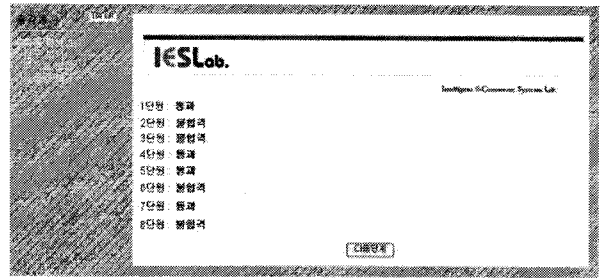 IESLab.
Intelligent E-Commerce Systems Lab.
1단원 : 통과
2단원 : 불합격
3단원 : 불합격
4단원 : 통과
5단원 : 통과
6단원 : 불합격
7단원 : 통과
8단원 : 불합격
다음단계